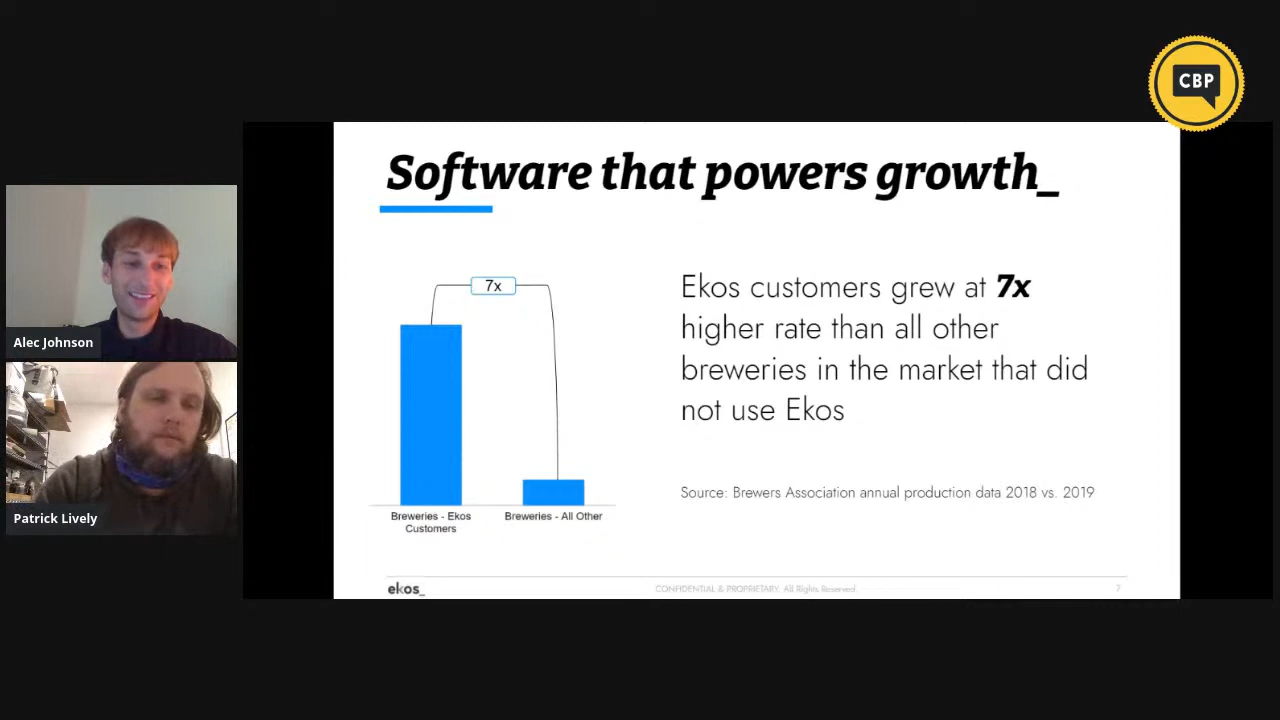 CBP
Software that powers growth_
7x
Ekos customers grew at 7x
higher rate than all other
breweries in the market that did
not use Ekos
Source: Brewers Association annual production data 2018 vs. 2019
Breweries - Ekos
Customers
Breweries - All Other
ekos_
CONFIDENTIAL & PROPRIETARY. All Rights Reserved.
7
Alec Johnson
Patrick Lively